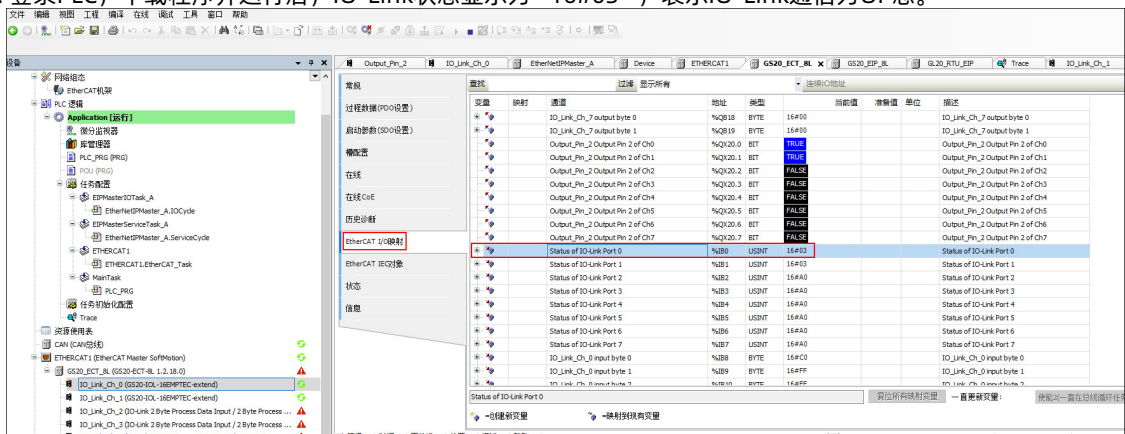 登录PLC，下载程序并运行后，IO-Link状态显示为“16#03”，表示IO-Link通信为OP态。
文件 编辑 视图 工程 编译 在线 调试 工具 窗口 帮助
设备
Output_Pin_2 IO_Link_Ch_0 EtherNetIPMaster_A Device ETHERCAT1 GS20_ECT_8L GS20_EIP_8L GL20_RTU_EIP Trace IO_Link_Ch_1
网络组态
EtherCAT机架
PLC 逻辑
Application [运行]
微分监视器
库管理器
PLC_PRG (PRG)
POU (PRG)
任务配置
EIPMasterIOTask_A
EtherNetIPMaster_A.IOCycle
EIPMasterServiceTask_A
EtherNetIPMaster_A.ServiceCycle
ETHERCAT1
ETHERCAT1.EtherCAT_Task
MainTask
PLC_PRG
任务初始化配置
Trace
资源使用表
CAN (CAN总线)
ETHERCAT1 (EtherCAT Master SoftMotion)
GS20_ECT_8L (GS20-ECT-8L 1.2.18.0)
IO_Link_Ch_0 (GS20-IOL-16EMPTEC-extend)
IO_Link_Ch_1 (GS20-IOL-16EMPTEC-extend)
IO_Link_Ch_2 (IO-Link 2 Byte Process Data Input / 2 Byte Process ...
IO_Link_Ch_3 (IO-Link 2 Byte Process Data Input / 2 Byte Process ...
常规
过程数据(PDO设置)
启动参数(SDO设置)
槽配置
在线
在线CoE
历史诊断
EtherCAT I/O映射
EtherCAT IEC对象
状态
信息
查找 过滤 显示所有 连续IO地址
变量 映射 通道 地址 类型 当前值 准备值 单位 描述
IO_Link_Ch_7 output byte 0 %QB18 BYTE 16#00 IO_Link_Ch_7 output byte 0
IO_Link_Ch_7 output byte 1 %QB19 BYTE 16#00 IO_Link_Ch_7 output byte 1
Output_Pin_2 Output Pin 2 of Ch0 %QX20.0 BIT TRUE Output_Pin_2 Output Pin 2 of Ch0
Output_Pin_2 Output Pin 2 of Ch1 %QX20.1 BIT TRUE Output_Pin_2 Output Pin 2 of Ch1
Output_Pin_2 Output Pin 2 of Ch2 %QX20.2 BIT FALSE Output_Pin_2 Output Pin 2 of Ch2
Output_Pin_2 Output Pin 2 of Ch3 %QX20.3 BIT FALSE Output_Pin_2 Output Pin 2 of Ch3
Output_Pin_2 Output Pin 2 of Ch4 %QX20.4 BIT FALSE Output_Pin_2 Output Pin 2 of Ch4
Output_Pin_2 Output Pin 2 of Ch5 %QX20.5 BIT FALSE Output_Pin_2 Output Pin 2 of Ch5
Output_Pin_2 Output Pin 2 of Ch6 %QX20.6 BIT FALSE Output_Pin_2 Output Pin 2 of Ch6
Output_Pin_2 Output Pin 2 of Ch7 %QX20.7 BIT FALSE Output_Pin_2 Output Pin 2 of Ch7
Status of IO-Link Port 0 %IB0 USINT 16#03 Status of IO-Link Port 0
Status of IO-Link Port 1 %IB1 USINT 16#03 Status of IO-Link Port 1
Status of IO-Link Port 2 %IB2 USINT 16#A0 Status of IO-Link Port 2
Status of IO-Link Port 3 %IB3 USINT 16#A0 Status of IO-Link Port 3
Status of IO-Link Port 4 %IB4 USINT 16#A0 Status of IO-Link Port 4
Status of IO-Link Port 5 %IB5 USINT 16#A0 Status of IO-Link Port 5
Status of IO-Link Port 6 %IB6 USINT 16#A0 Status of IO-Link Port 6
Status of IO-Link Port 7 %IB7 USINT 16#A0 Status of IO-Link Port 7
IO_Link_Ch_0 input byte 0 %IB8 BYTE 16#C0 IO_Link_Ch_0 input byte 0
IO_Link_Ch_0 input byte 1 %IB9 BYTE 16#FF IO_Link_Ch_0 input byte 1
IO_Link_Ch_0 input byte 2 %IB10 BYTE 16#FF IO_Link_Ch_0 input byte 2
Status of IO-Link Port 0 复位所有映射变量 一直更新变量: 使能2(一直在总线循环任务
=创建新变量 =映射到现有变量